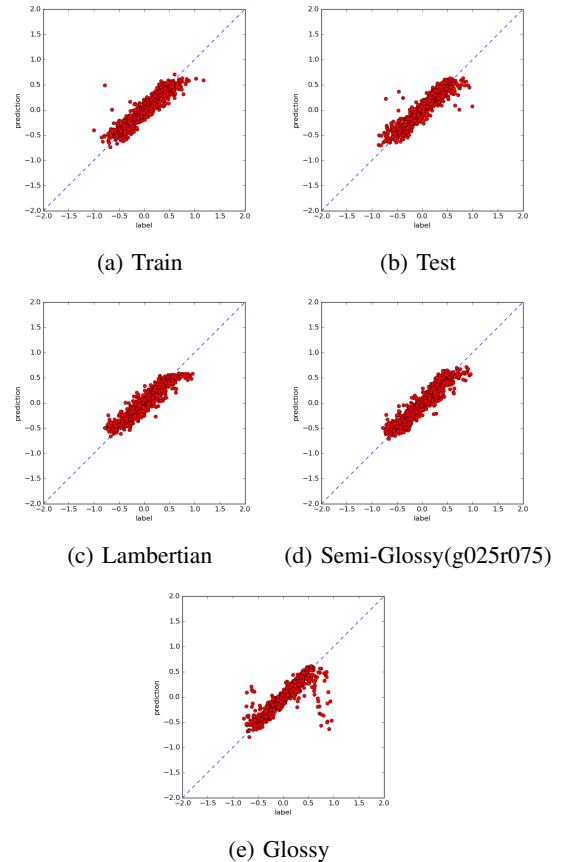 2.0 2.0
1.5 1.5
1.0 1.0
0.5 0.5
prediction 0.0 prediction 0.0
−0.5 −0.5
−1.0 −1.0
−1.5 −1.5
−2.0 −2.0
−2.0 −1.5 −1.0 −0.5 0.0 0.5 1.0 1.5 2.0 −2.0 −1.5 −1.0 −0.5 0.0 0.5 1.0 1.5 2.0
label label
(a) Train (b) Test
2.0 2.0
1.5 1.5
1.0 1.0
0.5 0.5
prediction 0.0 prediction 0.0
−0.5 −0.5
−1.0 −1.0
−1.5 −1.5
−2.0 −2.0
−2.0 −1.5 −1.0 −0.5 0.0 0.5 1.0 1.5 2.0 −2.0 −1.5 −1.0 −0.5 0.0 0.5 1.0 1.5 2.0
label label
(c) Lambertian (d) Semi-Glossy(g025r075)
2.0
1.5
1.0
0.5
prediction 0.0
−0.5
−1.0
−1.5
−2.0
−2.0 −1.5 −1.0 −0.5 0.0 0.5 1.0 1.5 2.0
label
(e) Glossy